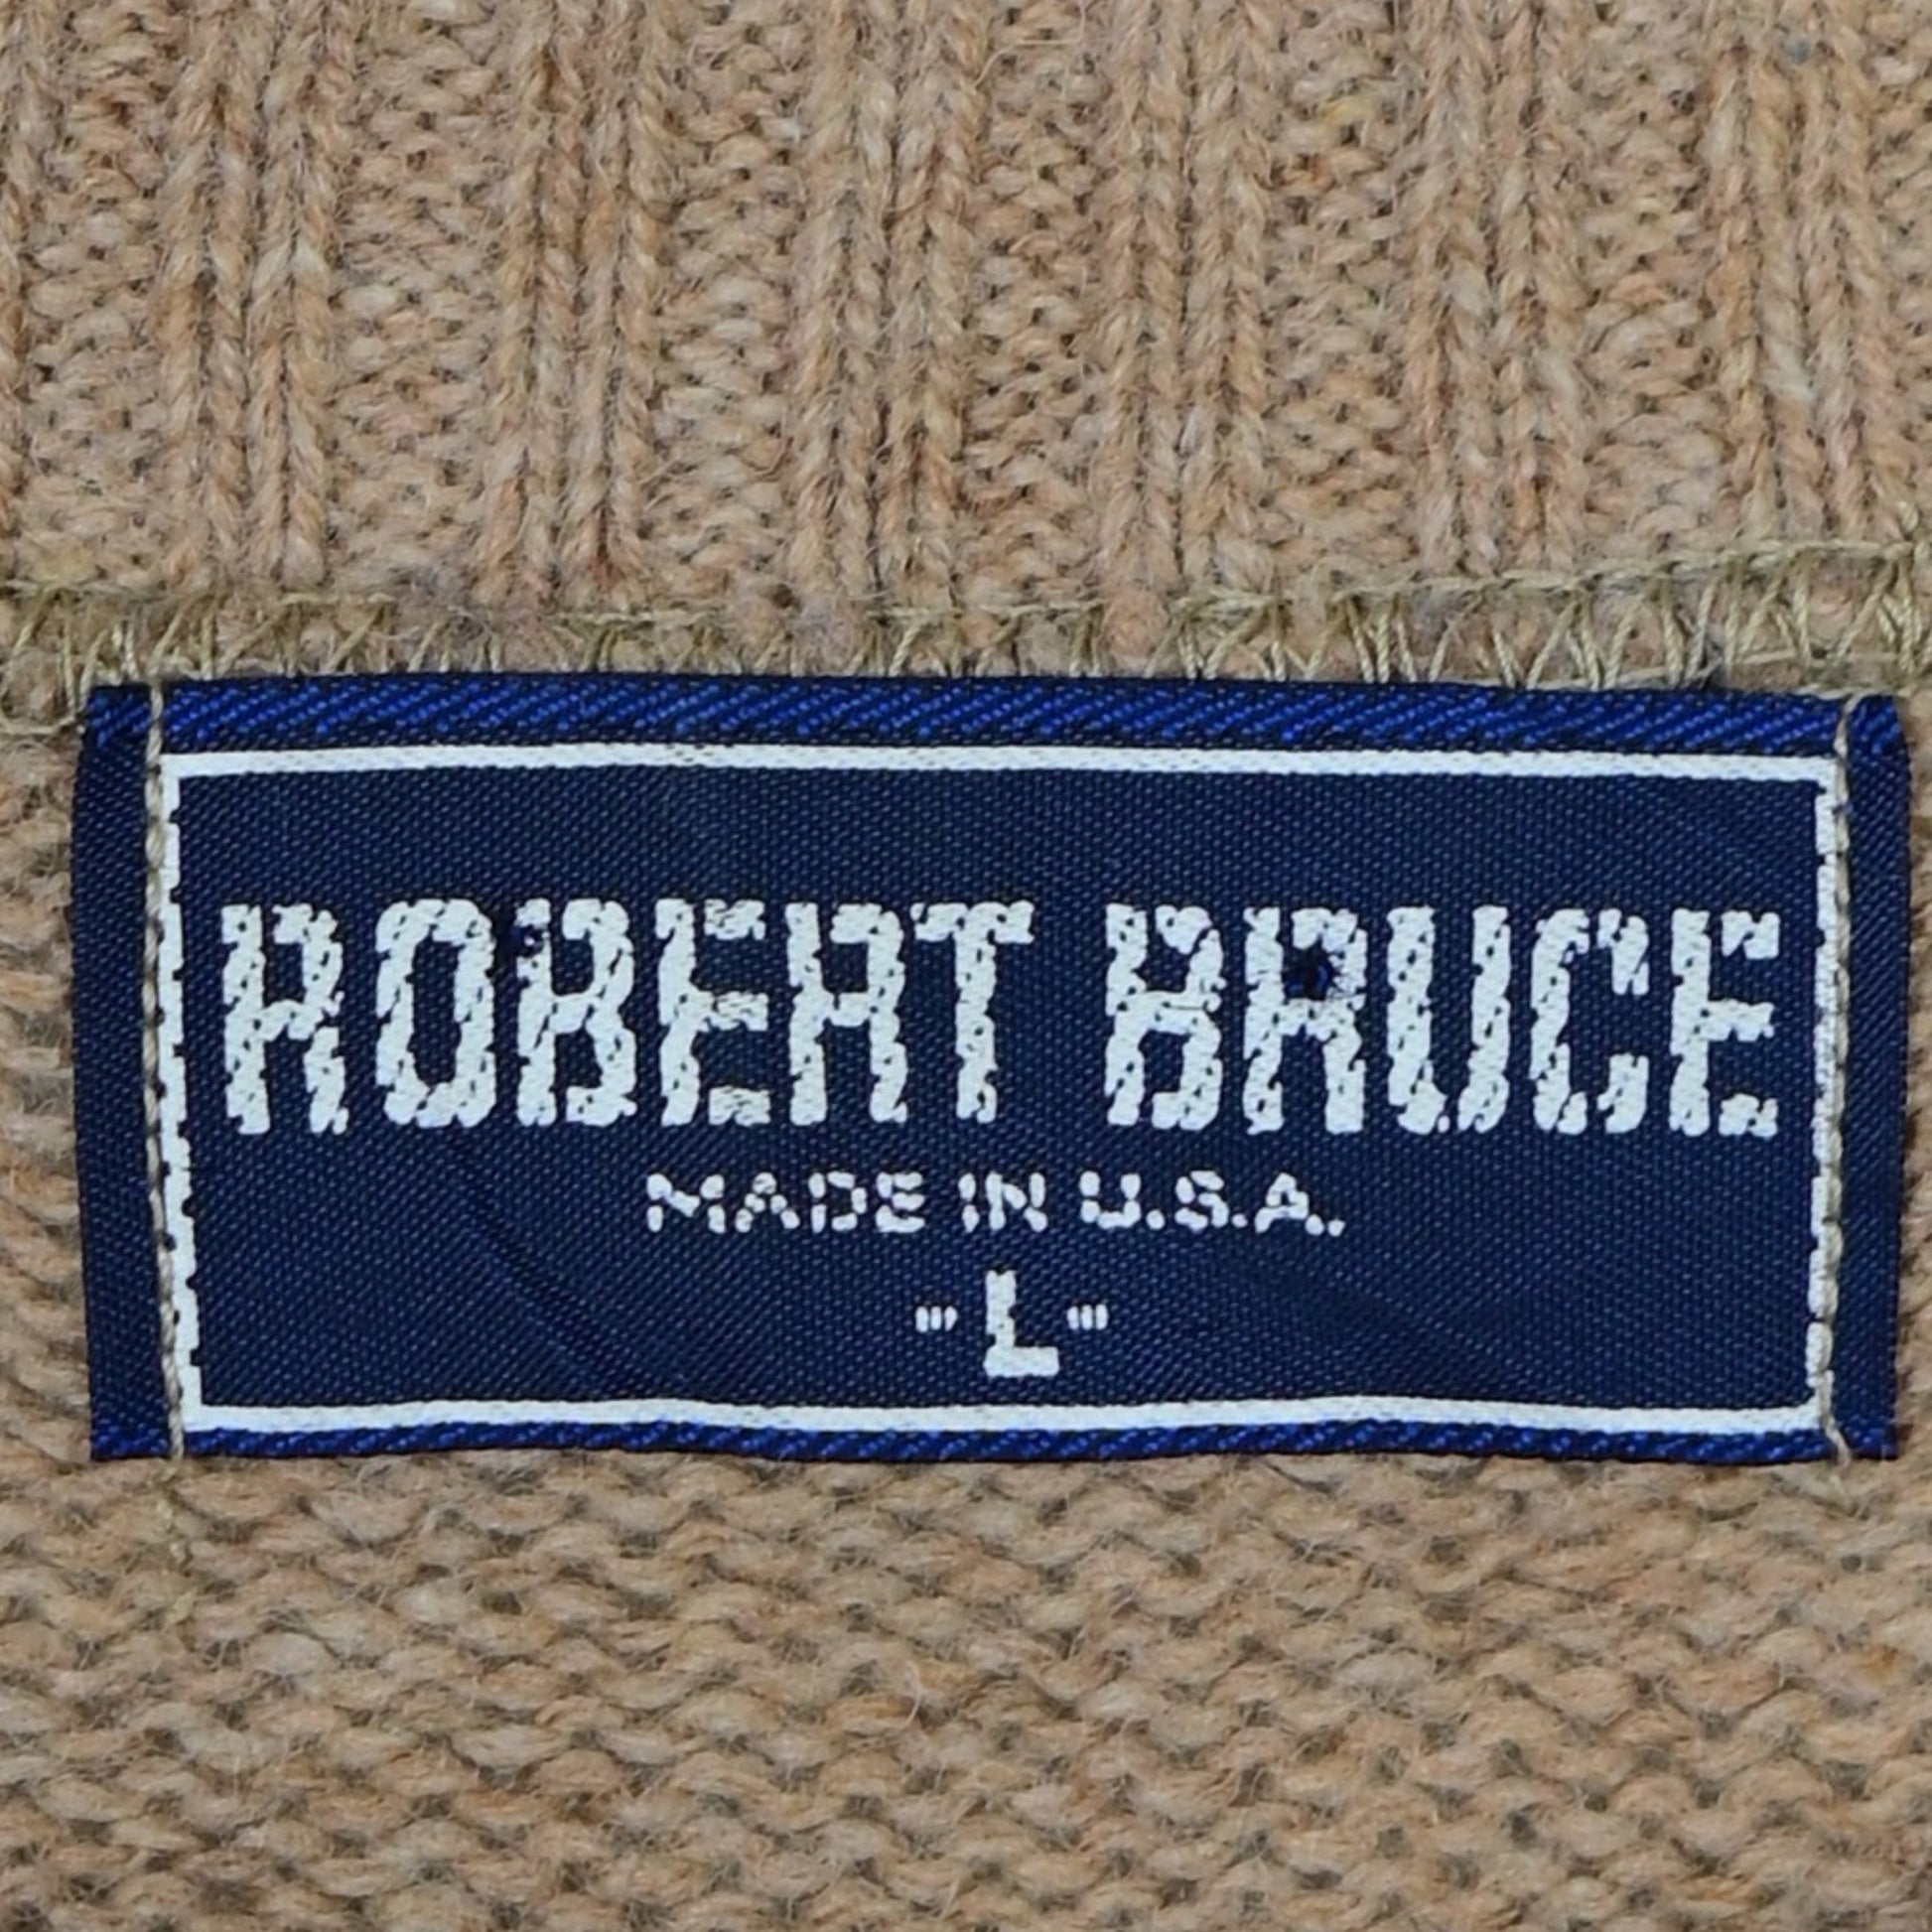 ROBERT BRUCE
MADE IN U.S.A.
"L"